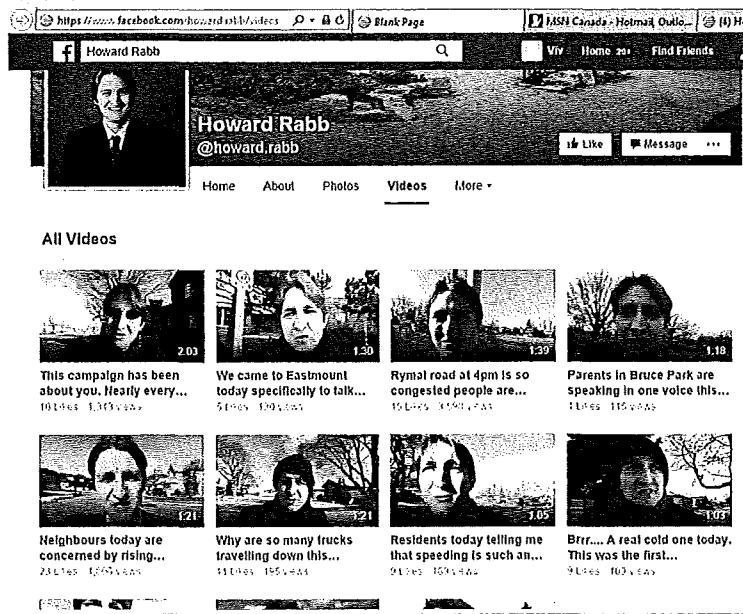 https://www.facebook.com/howard.rabb/videos
Blank Page
MSN Canada - Hotmail, Outlo...
Howard Rabb
Viv Home Find Friends
Howard Rabb
@howard.rabb
Like Message ...
Home About Photos Videos More
All Videos
2:03 1:30 1:39 1:18
This campaign has been We came to Eastmount Rymal road at 4pm is so Parents in Bruce Park are
about you. Nearly every... today specifically to talk... congested people are... speaking in one voice this...
1:21 1:21 1:05 1:03
Neighbours today are Why are so many trucks Residents today telling me Brrr.... A real cold one today.
concerned by rising... travelling down this... that speeding is such an... This was the first...